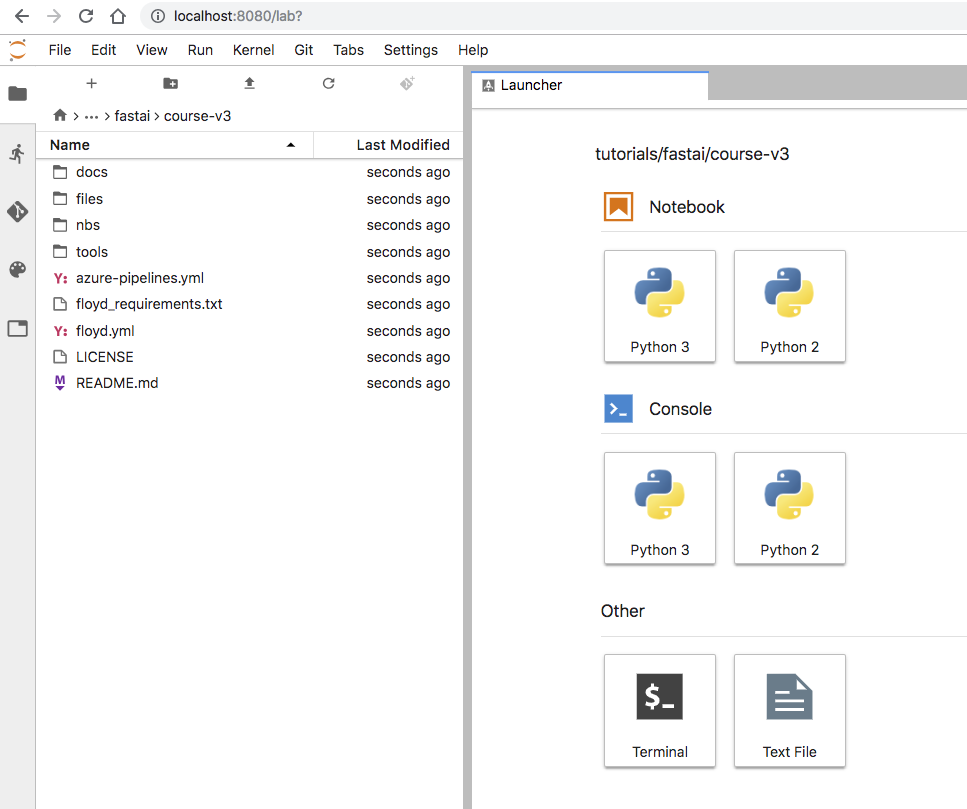 localhost:8080/lab?
File Edit View Run Kernel Git Tabs Settings Help
Launcher
… fastai course-v3
Name Last Modified
docs seconds ago
files seconds ago
nbs seconds ago
tools seconds ago
Y: azure-pipelines.yml seconds ago
floyd_requirements.txt seconds ago
Y: floyd.yml seconds ago
LICENSE seconds ago
M README.md seconds ago
tutorials/fastai/course-v3
Notebook
Python 3 Python 2
>_ Console
Python 3 Python 2
Other
$_
Terminal Text File